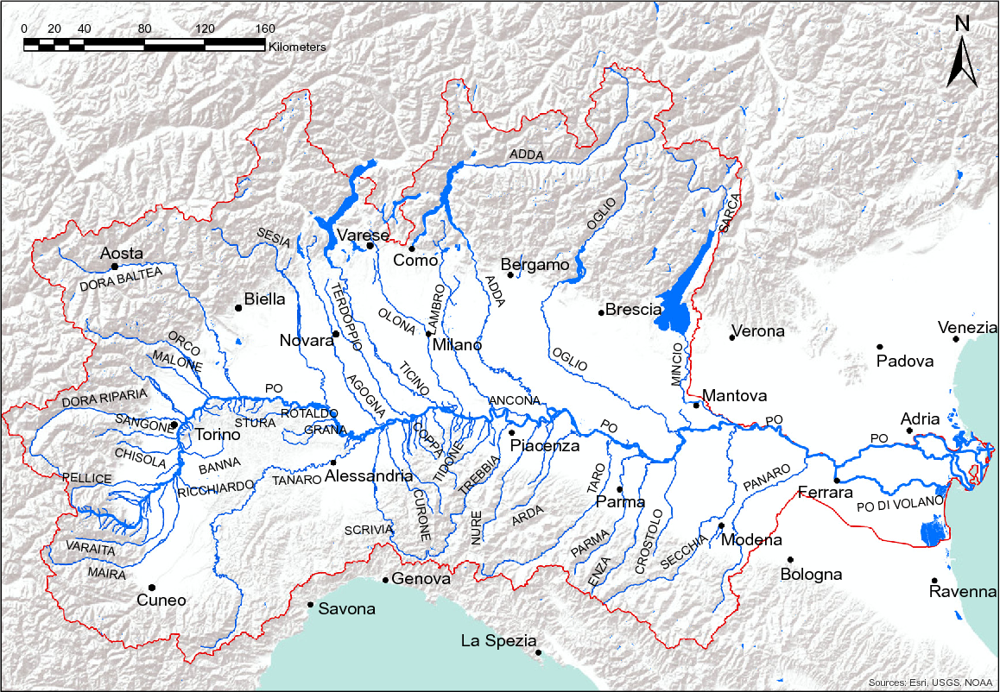 N
0 20 40 80 120 160
Kilometers
ADDA
SARCA
OGLIO
SESIA
Varese
Como
Aosta
DORA BALTEA
Bergamo
Biella
TERDOPPIO
LAMBRO
ADDA
Brescia
OLONA
Verona
Venezia
ORCO
Novara
Milano
MALONE
OGLIO
MINCIO
Padova
TICINO
PO
AGOGNA
ANCONA
Mantova
DORA RIPARIA
SANGONE
STURA
ROTALDO
GRANA
PO
PO
Adria
Torino
COPPA
Piacenza
PO
CHISOLA
BANNA
TIDONE
TREBBIA
PELLICE
RICCHIARDO
TANARO
Alessandria
TARO
PANARO
Ferrara
Parma
PO DI VOLANO
SCRIVIA
CURONE
NURE
ARDA
VARAITA
PARMA
CROSTOLO
SECCHIA
Modena
MAIRA
ENZA
Bologna
Cuneo
Genova
Ravenna
Savona
La Spezia
Sources: Esri, USGS, NOAA